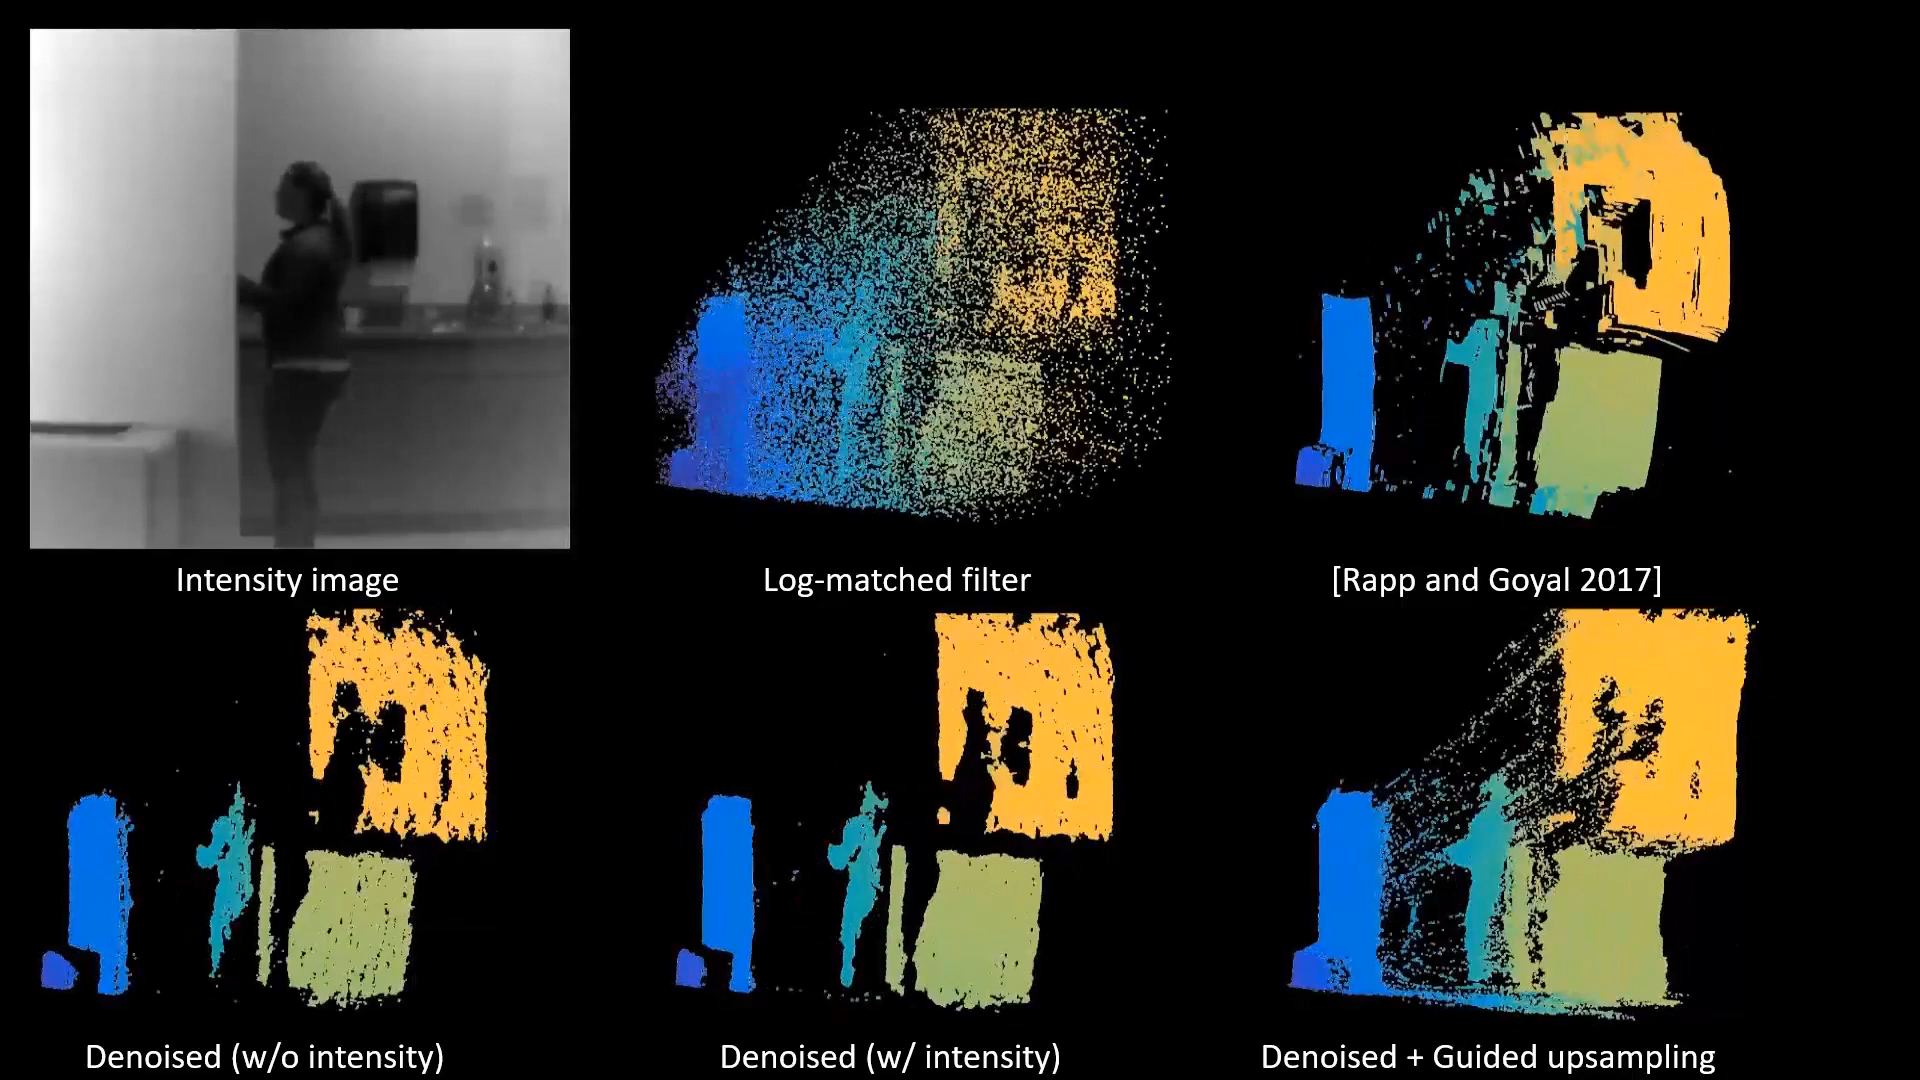 Intensity image
Log-matched filter
[Rapp and Goyal 2017]
Denoised (w/o intensity)
Denoised (w/ intensity)
Denoised + Guided upsampling